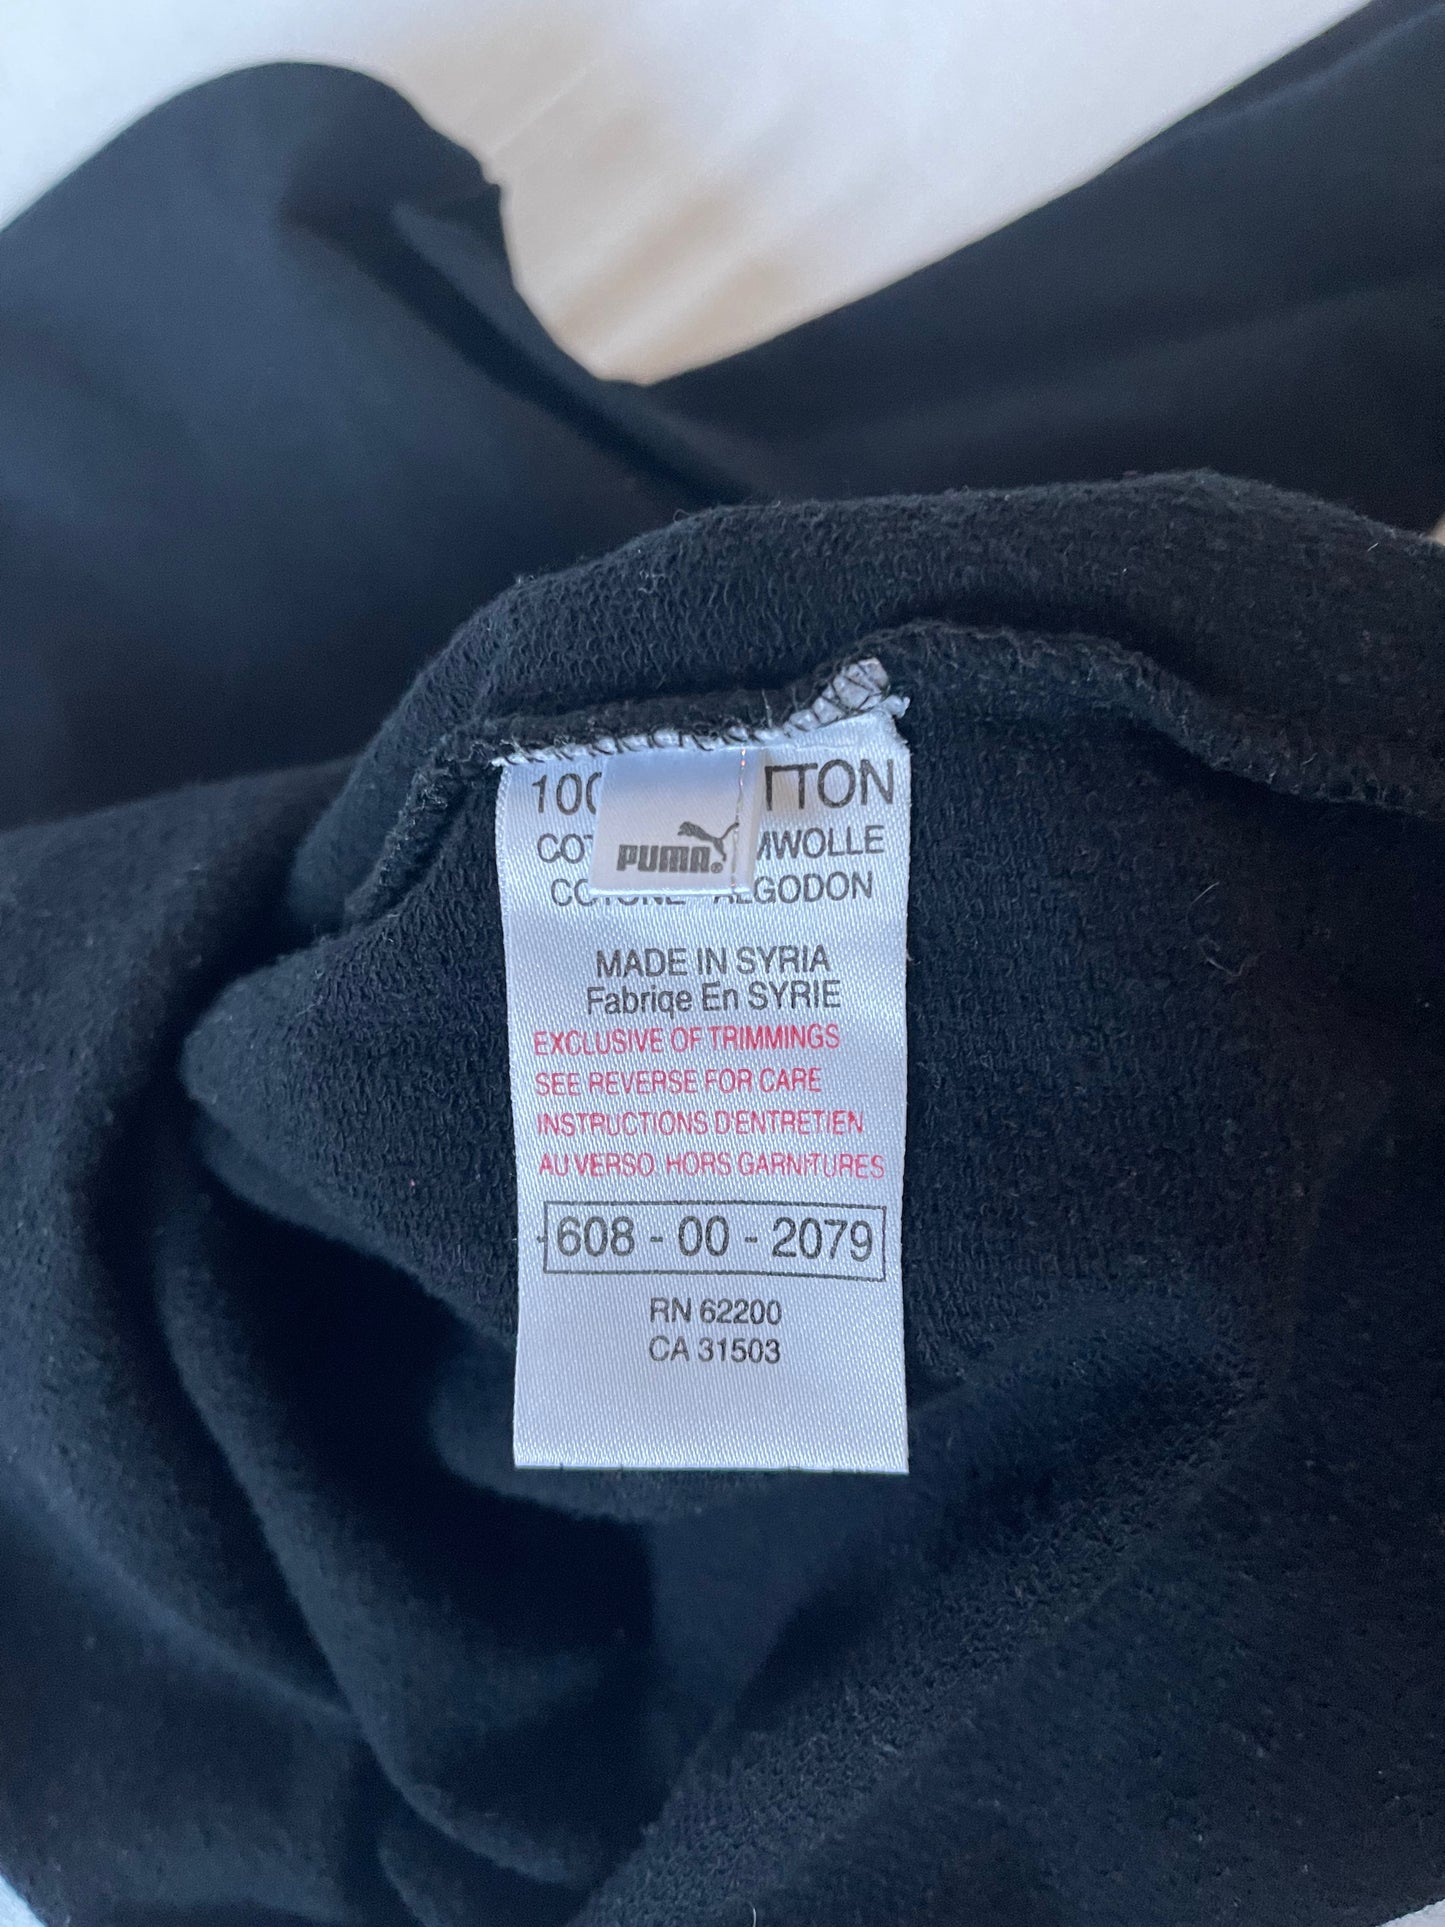 100 TTON
PUMA
COT MWOLLE
COTONE ALGODON
MADE IN SYRIA
Fabriqe En SYRIE
EXCLUSIVE OF TRIMMINGS
SEE REVERSE FOR CARE
INSTRUCTIONS D'ENTRETIEN
AU VERSO. HORS GARNITURES
608 - 00 - 2079
RN 62200
CA 31503